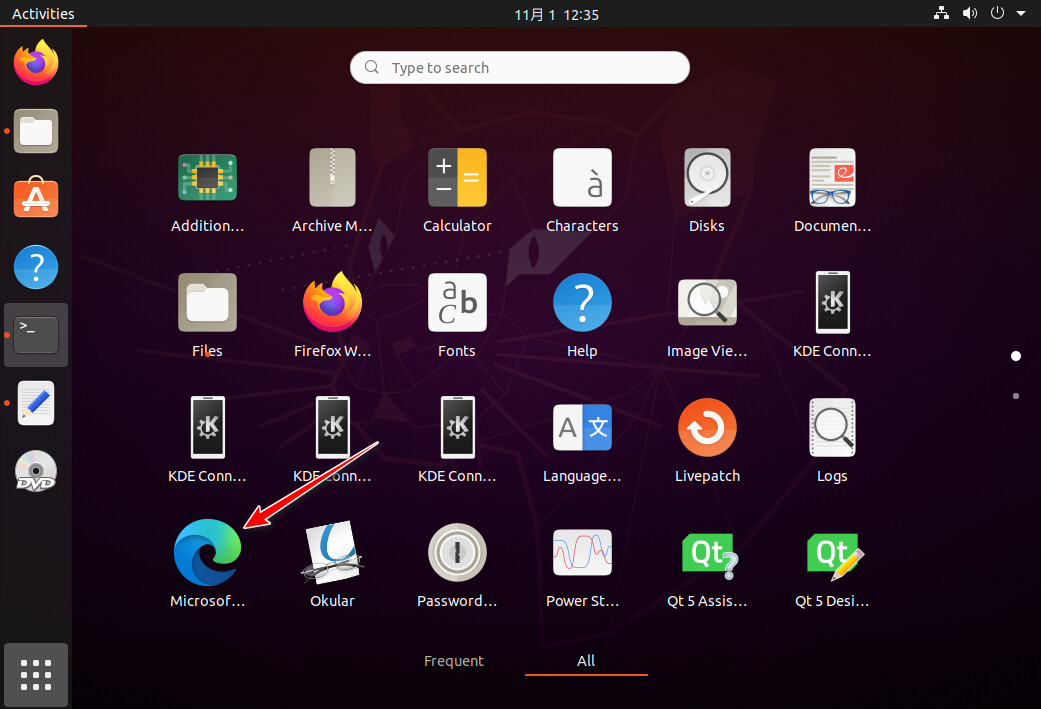 Activities
11月 1 12:35
Type to search
Addition...
Archive M...
Calculator
Characters
Disks
Documen...
Files
Firefox W...
Fonts
Help
Image Vie...
KDE Conn...
KDE Conn...
KDE Conn...
KDE Conn...
Language...
Livepatch
Logs
Microsof...
Okular
Password...
Power St...
Qt 5 Assis...
Qt 5 Desi...
Frequent
All